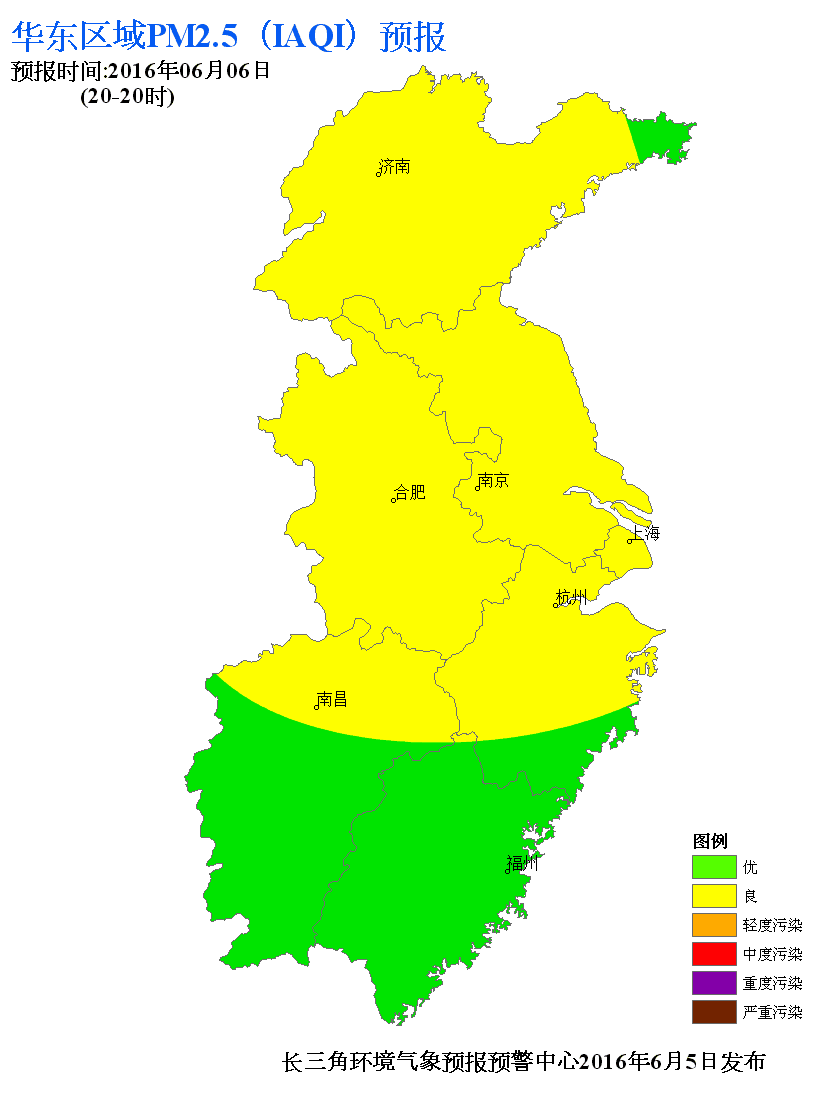 华东区域PM2.5（IAQI）预报
预报时间:2016年06月06日
(20-20时)
济南
南京
合肥
上海
杭州
南昌
福州
图例
优
良
轻度污染
中度污染
重度污染
严重污染
长三角环境气象预报预警中心2016年6月5日发布